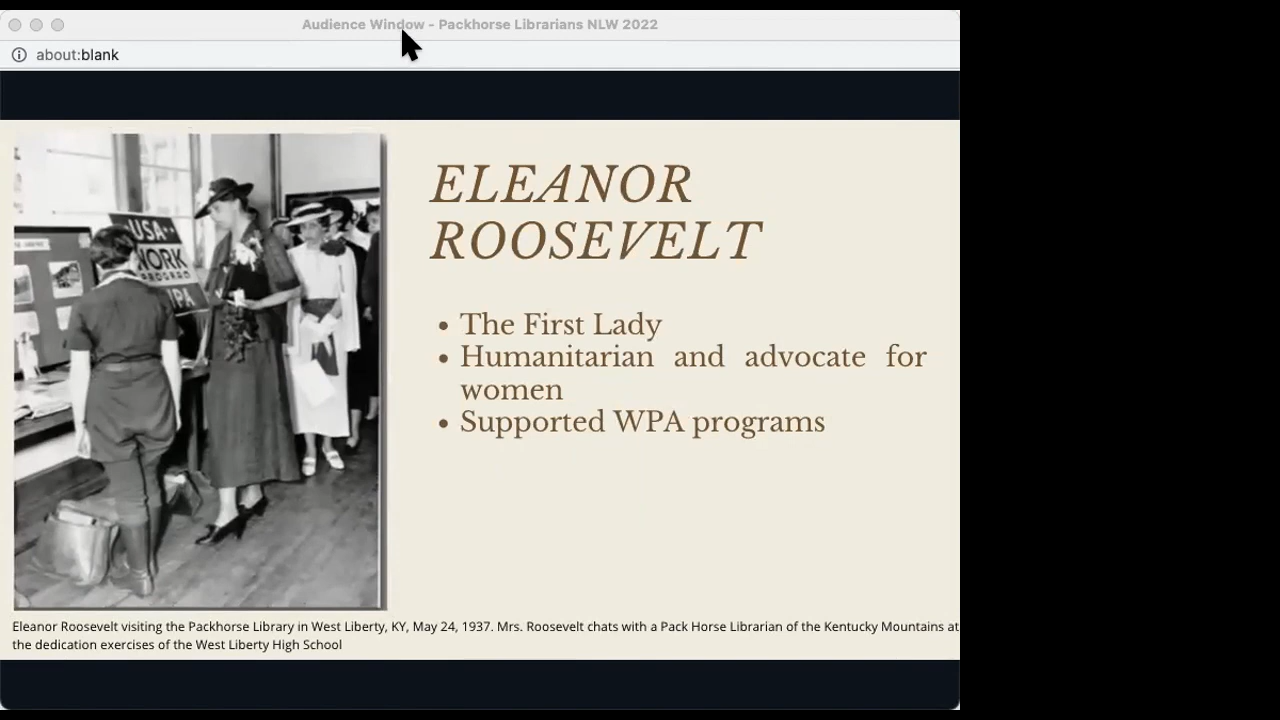 Audience Window - Packhorse Librarians NLW 2022
about:blank
USA
WORK
PROGRAM
WPA
ELEANOR
ROOSEVELT
• The First Lady
• Humanitarian and advocate for
women
• Supported WPA programs
Eleanor Roosevelt visiting the Packhorse Library in West Liberty, KY, May 24, 1937. Mrs. Roosevelt chats with a Pack Horse Librarian of the Kentucky Mountains at
the dedication exercises of the West Liberty High School